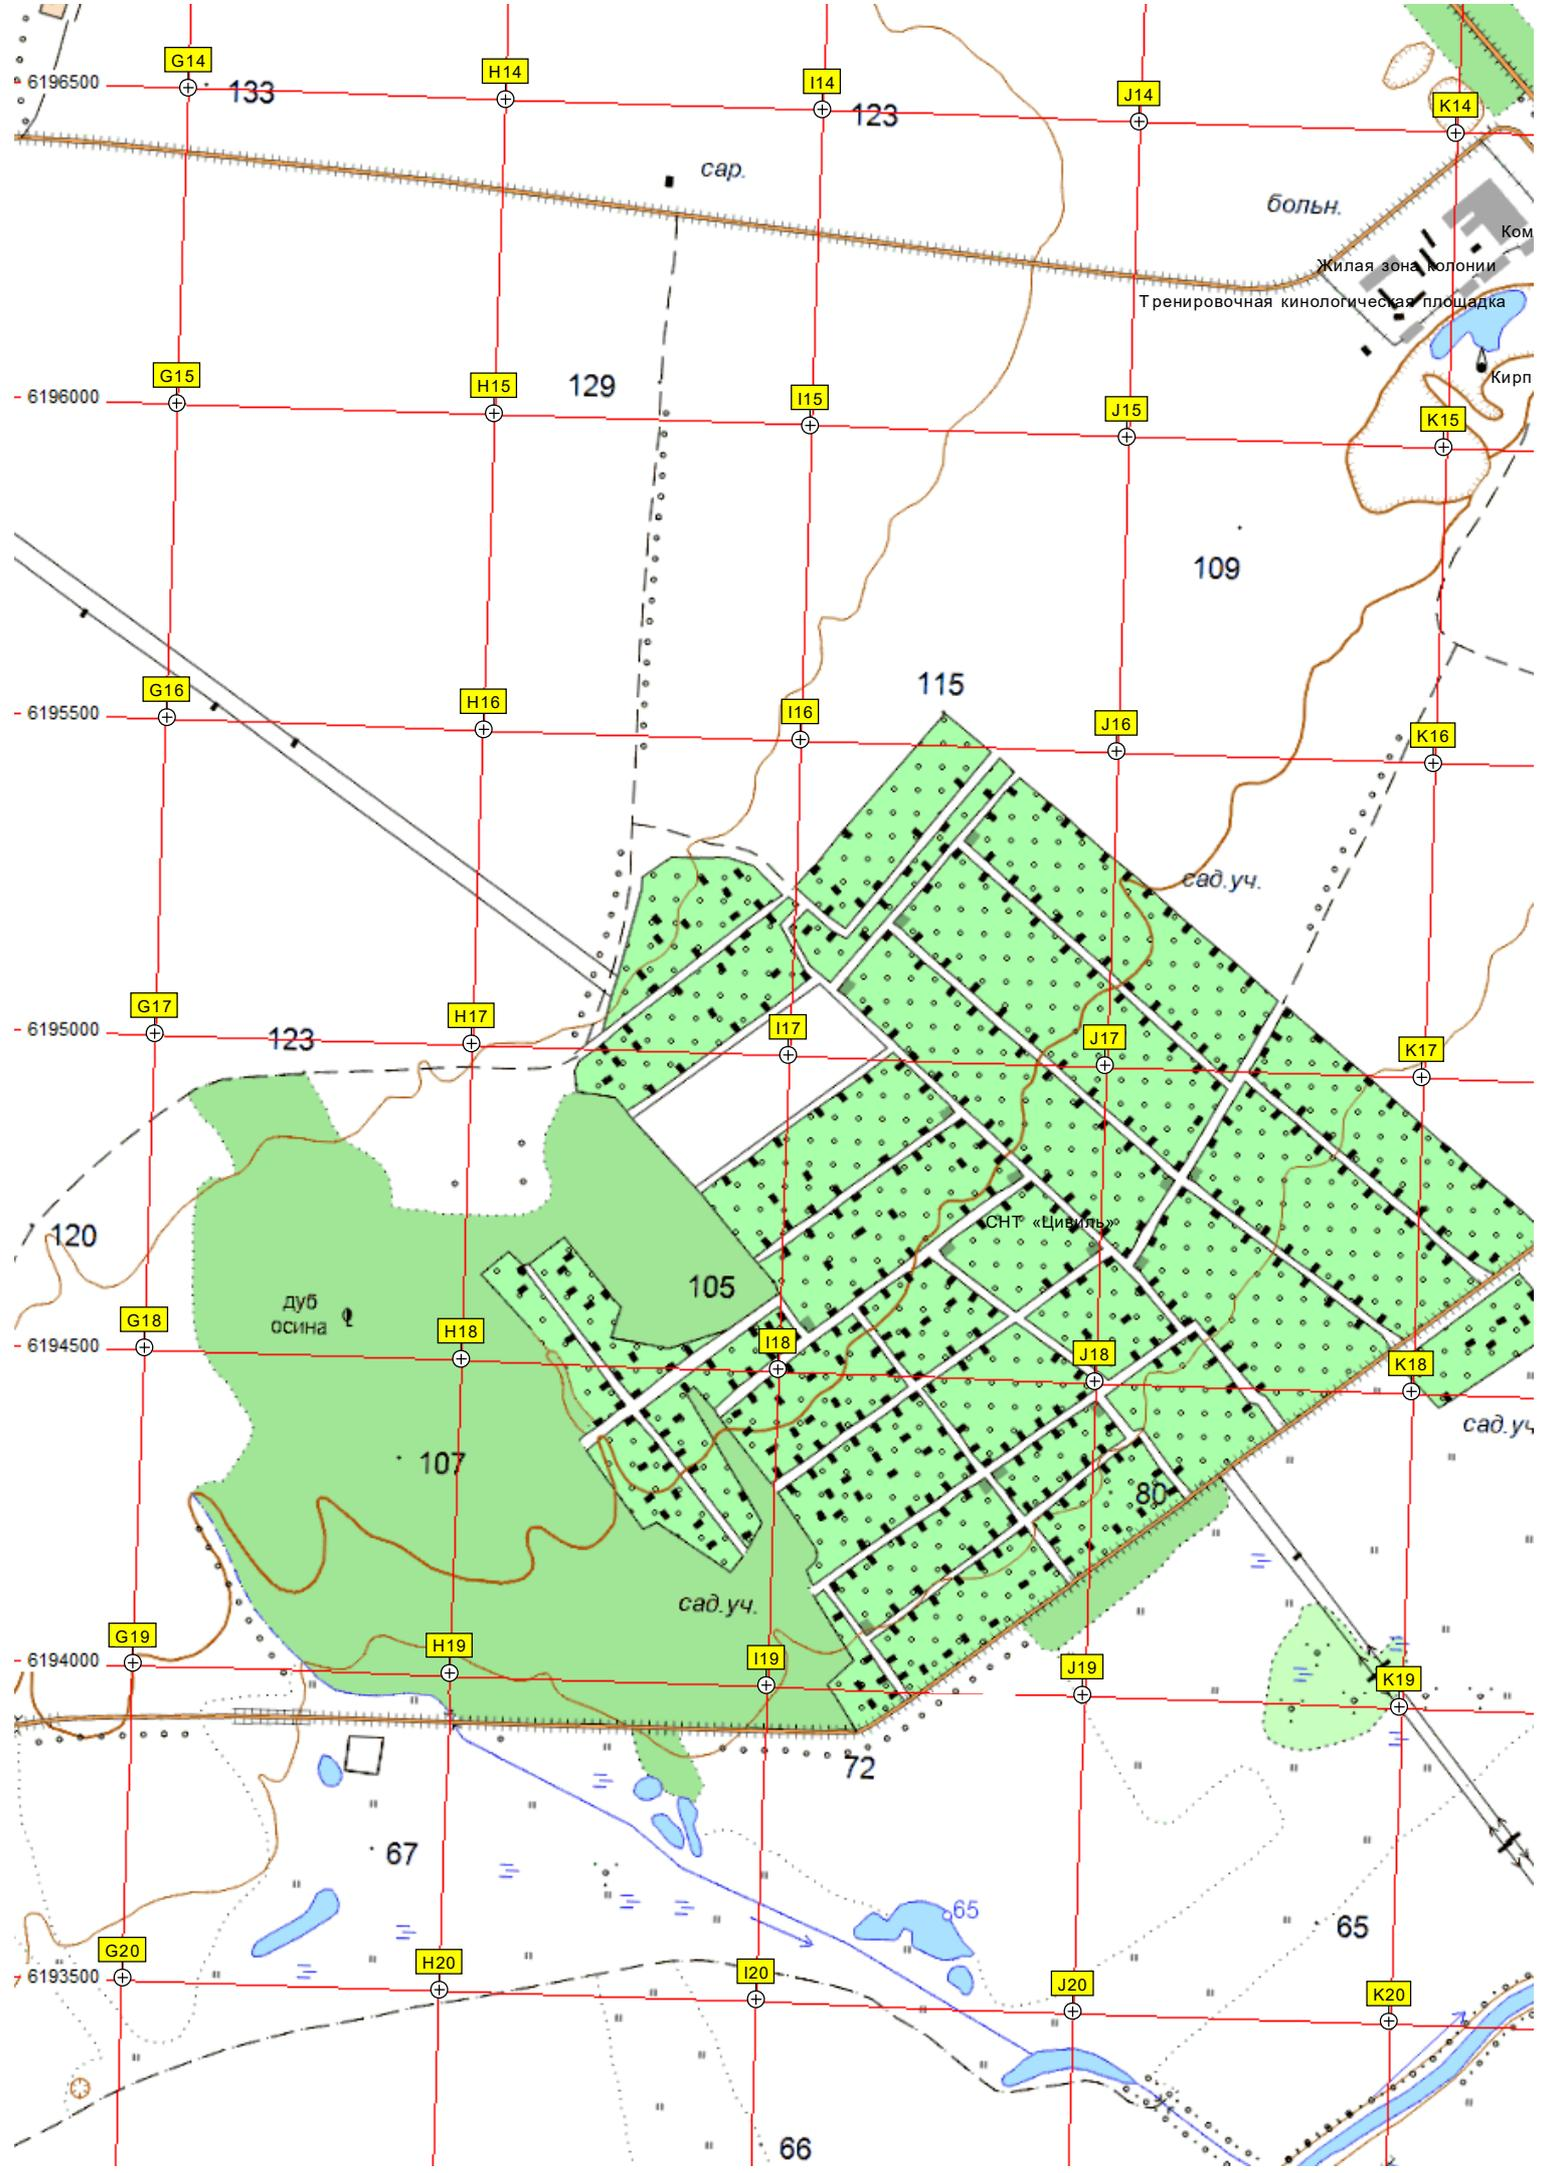 G14
H14
I14
J14
K14
6196500
133
123
сар.
больн.
Ком
Жилая зона колонии
Тренировочная кинологическая площадка
Кирп
G15
H15
I15
J15
K15
6196000
129
109
115
G16
H16
I16
J16
K16
6195500
сад.уч.
G17
H17
I17
J17
K17
6195000
123
120
СНТ «Цивиль»
105
дуб
осина
G18
H18
I18
J18
K18
6194500
сад.уч
107
80
сад.уч.
G19
H19
I19
J19
K19
6194000
72
67
65
65
G20
H20
I20
J20
K20
6193500
66